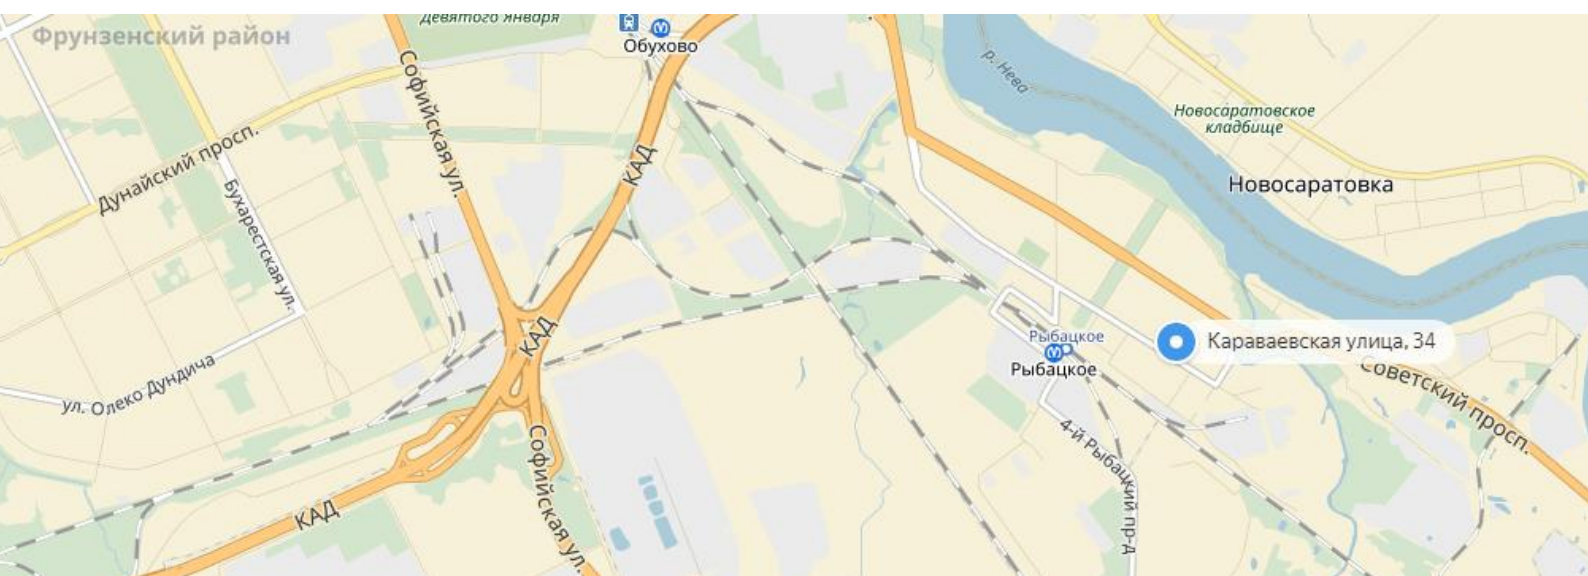 Девятого Января
Фрунзенский район
Обухово
Софийская ул.
р. Нева
Новосаратовское
кладбище
Дунайский просп.
КАД
Новосаратовка
Бухарестская ул.
КАД
Рыбацкое
Караваевская улица, 34
Рыбацкое
ул. Олеко Дундича
Советский просп.
4-й Рыбацкий пр-д
Софийская ул.
КАД